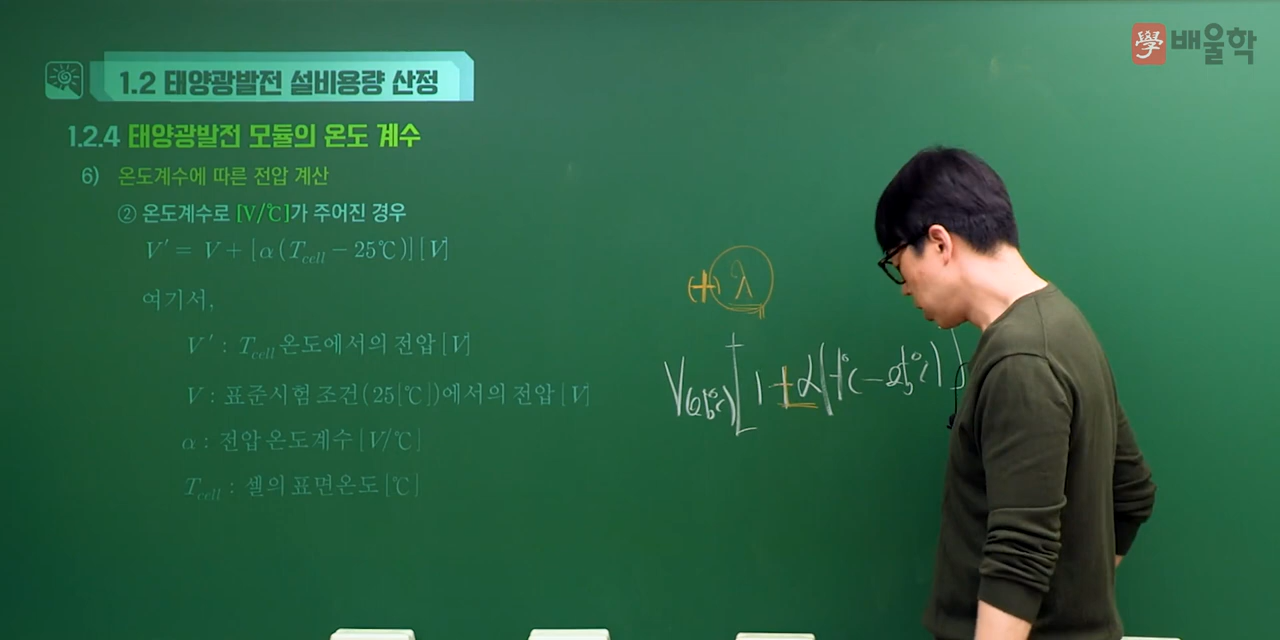 學 배울학
1.2 태양광발전 설비용량 산정
1.2.4 태양광발전 모듈의 온도 계수
6) 온도계수에 따른 전압 계산
② 온도계수로 [V/℃]가 주어진 경우
V′ = V + [α(T_cell − 25℃)][V]
여기서,
V′ : T_cell 온도에서의 전압[V]
V : 표준시험 조건(25[℃])에서의 전압[V]
α : 전압 온도계수[V/℃]
T_cell : 셀의 표면온도[℃]
(+) λ
V(25℃)[1+α(t℃−25℃)]